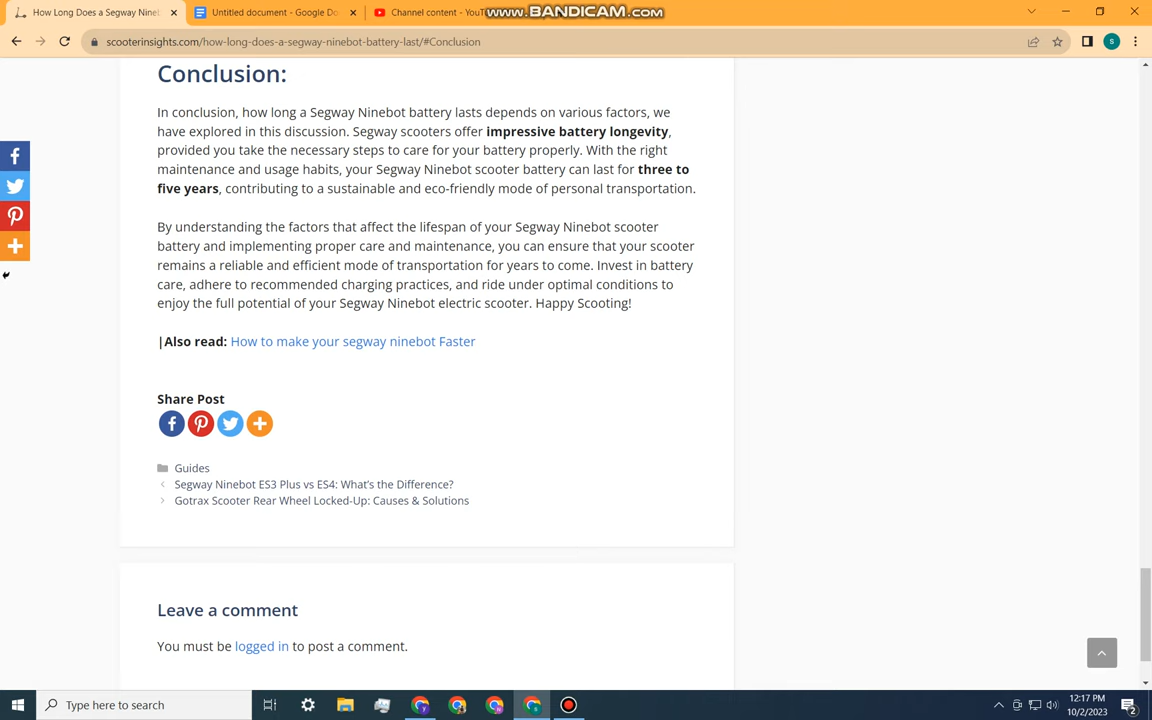 How Long Does a Segway Ninebot
Untitled document - Google Do
Channel content - YouT
www.BANDICAM.com
scooterinsights.com/how-long-does-a-segway-ninebot-battery-last/#Conclusion
S
Conclusion:
In conclusion, how long a Segway Ninebot battery lasts depends on various factors, we
have explored in this discussion. Segway scooters offer impressive battery longevity,
provided you take the necessary steps to care for your battery properly. With the right
maintenance and usage habits, your Segway Ninebot scooter battery can last for three to
five years, contributing to a sustainable and eco-friendly mode of personal transportation.
By understanding the factors that affect the lifespan of your Segway Ninebot scooter
battery and implementing proper care and maintenance, you can ensure that your scooter
remains a reliable and efficient mode of transportation for years to come. Invest in battery
care, adhere to recommended charging practices, and ride under optimal conditions to
enjoy the full potential of your Segway Ninebot electric scooter. Happy Scooting!
|Also read: How to make your segway ninebot Faster
Share Post
Guides
Segway Ninebot ES3 Plus vs ES4: What's the Difference?
Gotrax Scooter Rear Wheel Locked-Up: Causes & Solutions
Leave a comment
You must be logged in to post a comment.
Type here to search
12:17 PM
10/2/2023
2